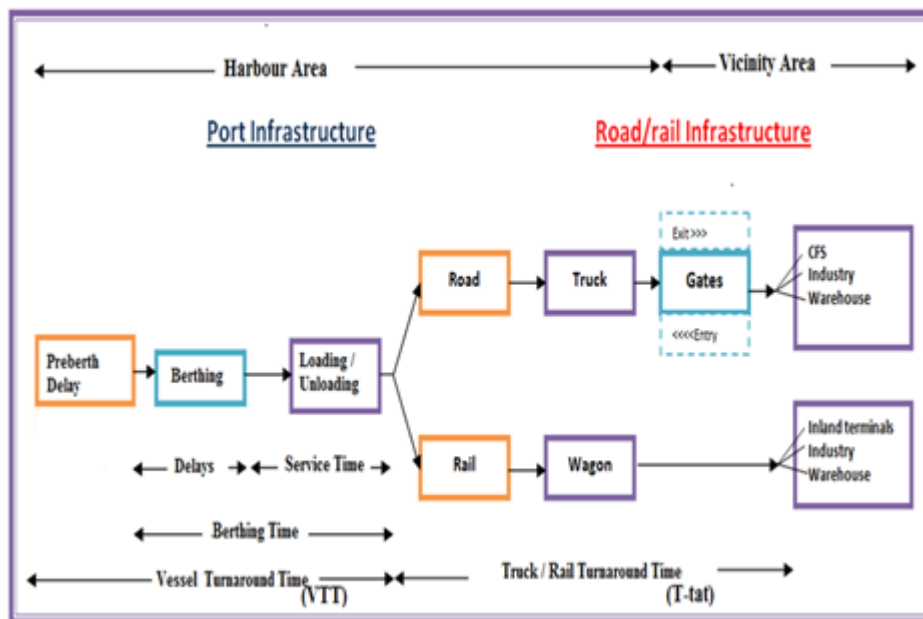 Harbour Area
Vicinity Area
Port Infrastructure
Road/rail Infrastructure
Exit >>>
Road
Truck
Gates
CFS
Industry
Warehouse
<<<<Entry
Preberth
Delay
Berthing
Loading /
Unloading
Rail
Wagon
Inland terminals
Industry
Warehouse
Delays
Service Time
Berthing Time
Vessel Turnaround Time
(VTT)
Truck / Rail Turnaround Time
(T-tat)